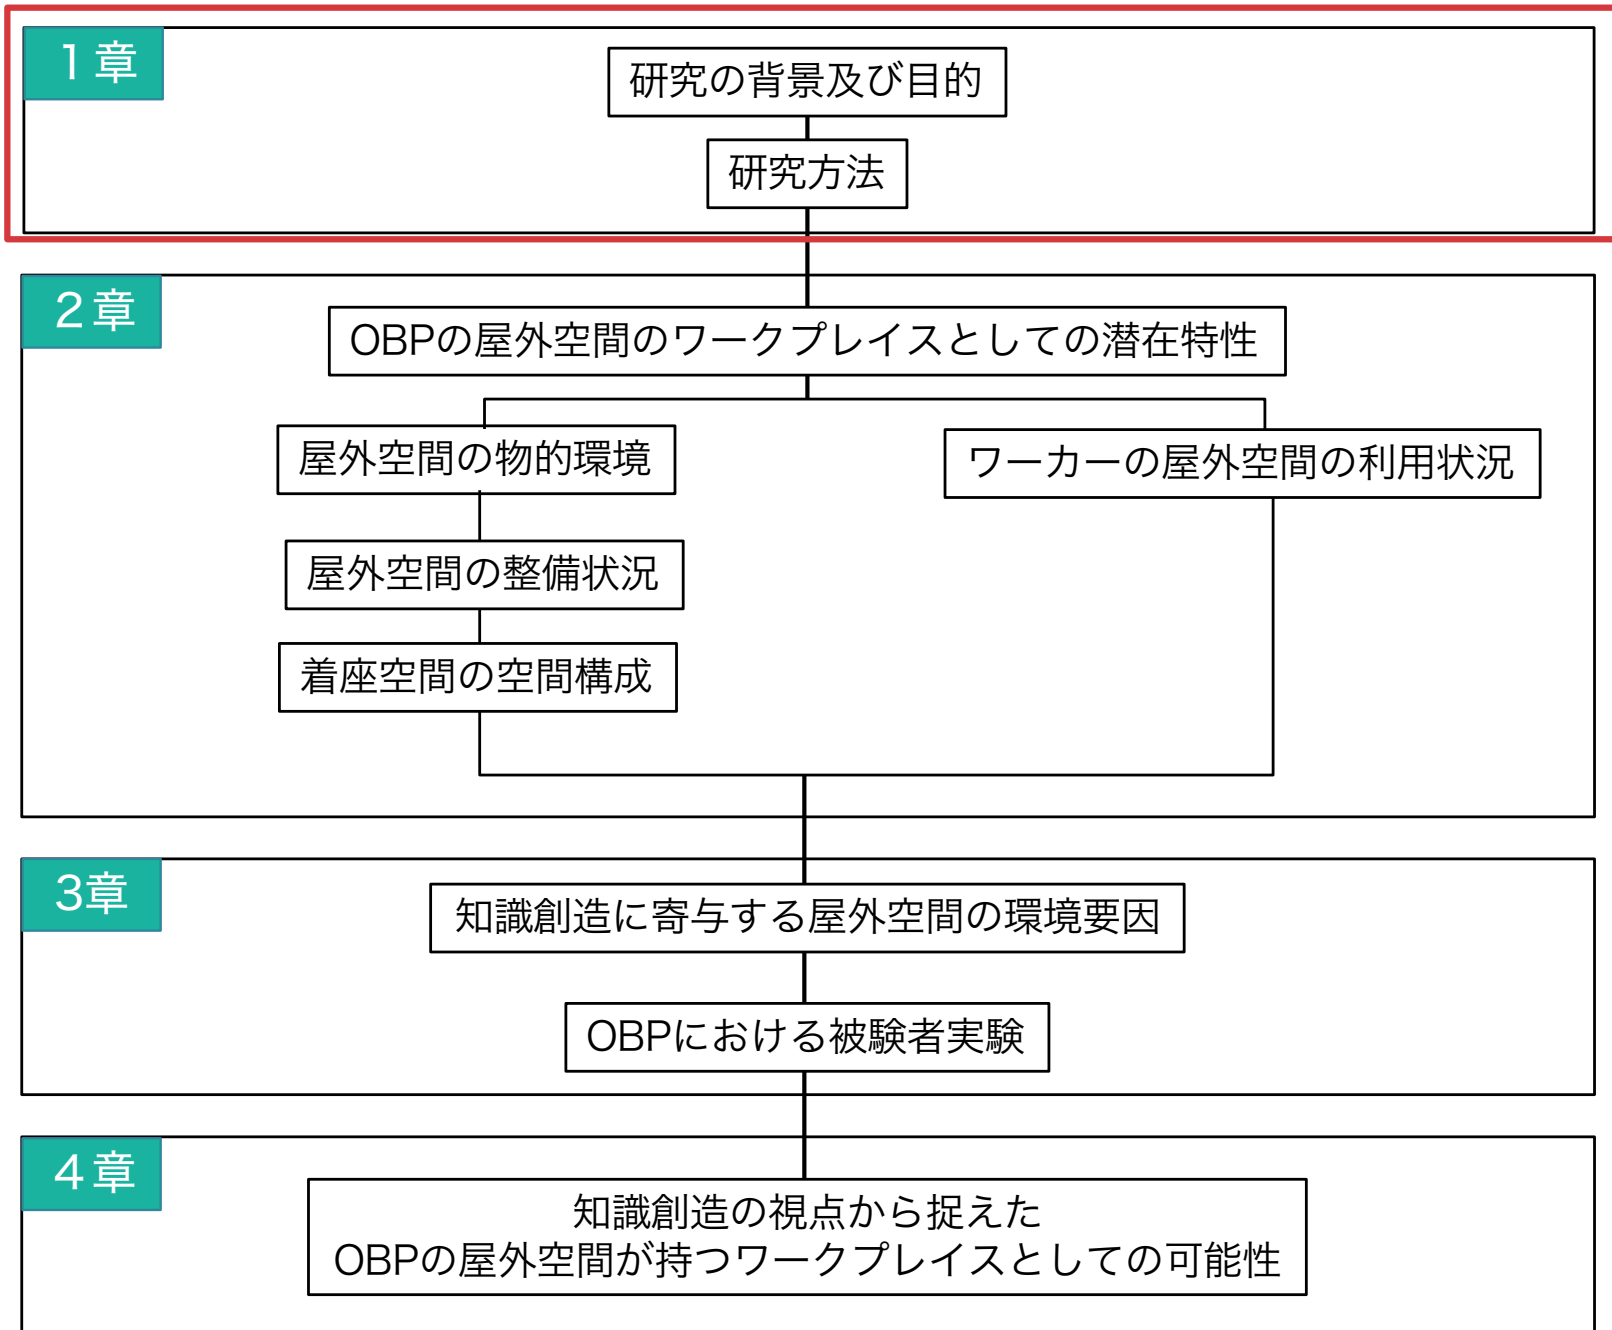 １章
研究の背景及び目的
研究方法
２章
OBPの屋外空間のワークプレイスとしての潜在特性
屋外空間の物的環境
ワーカーの屋外空間の利用状況
屋外空間の整備状況
着座空間の空間構成
3章
知識創造に寄与する屋外空間の環境要因
OBPにおける被験者実験
４章
知識創造の視点から捉えた
OBPの屋外空間が持つワークプレイスとしての可能性